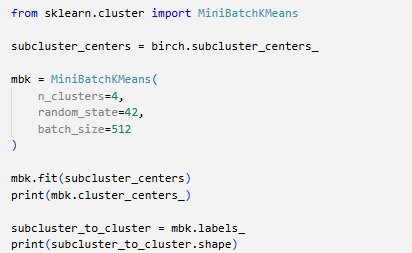 from sklearn.cluster import MiniBatchKMeans
subcluster_centers = birch.subcluster_centers_
mbk = MiniBatchKMeans(
    n_clusters=4,
    random_state=42,
    batch_size=512
)
mbk.fit(subcluster_centers)
print(mbk.cluster_centers_)
subcluster_to_cluster = mbk.labels_
print(subcluster_to_cluster.shape)